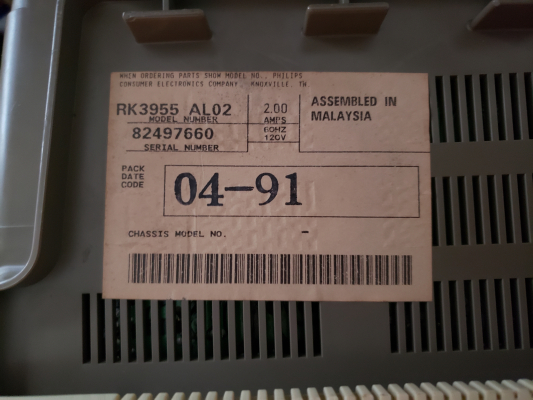 WHEN ORDERING PARTS SHOW MODEL NO., PHILIPS
CONSUMER ELECTRONICS COMPANY, KNOXVILLE, TN
RK3955 AL02
MODEL NUMBER
82497660
SERIAL NUMBER
2.00
AMPS
60HZ
120V
ASSEMBLED IN
MALAYSIA
PACK
DATE
CODE
04-91
CHASSIS MODEL NO. -